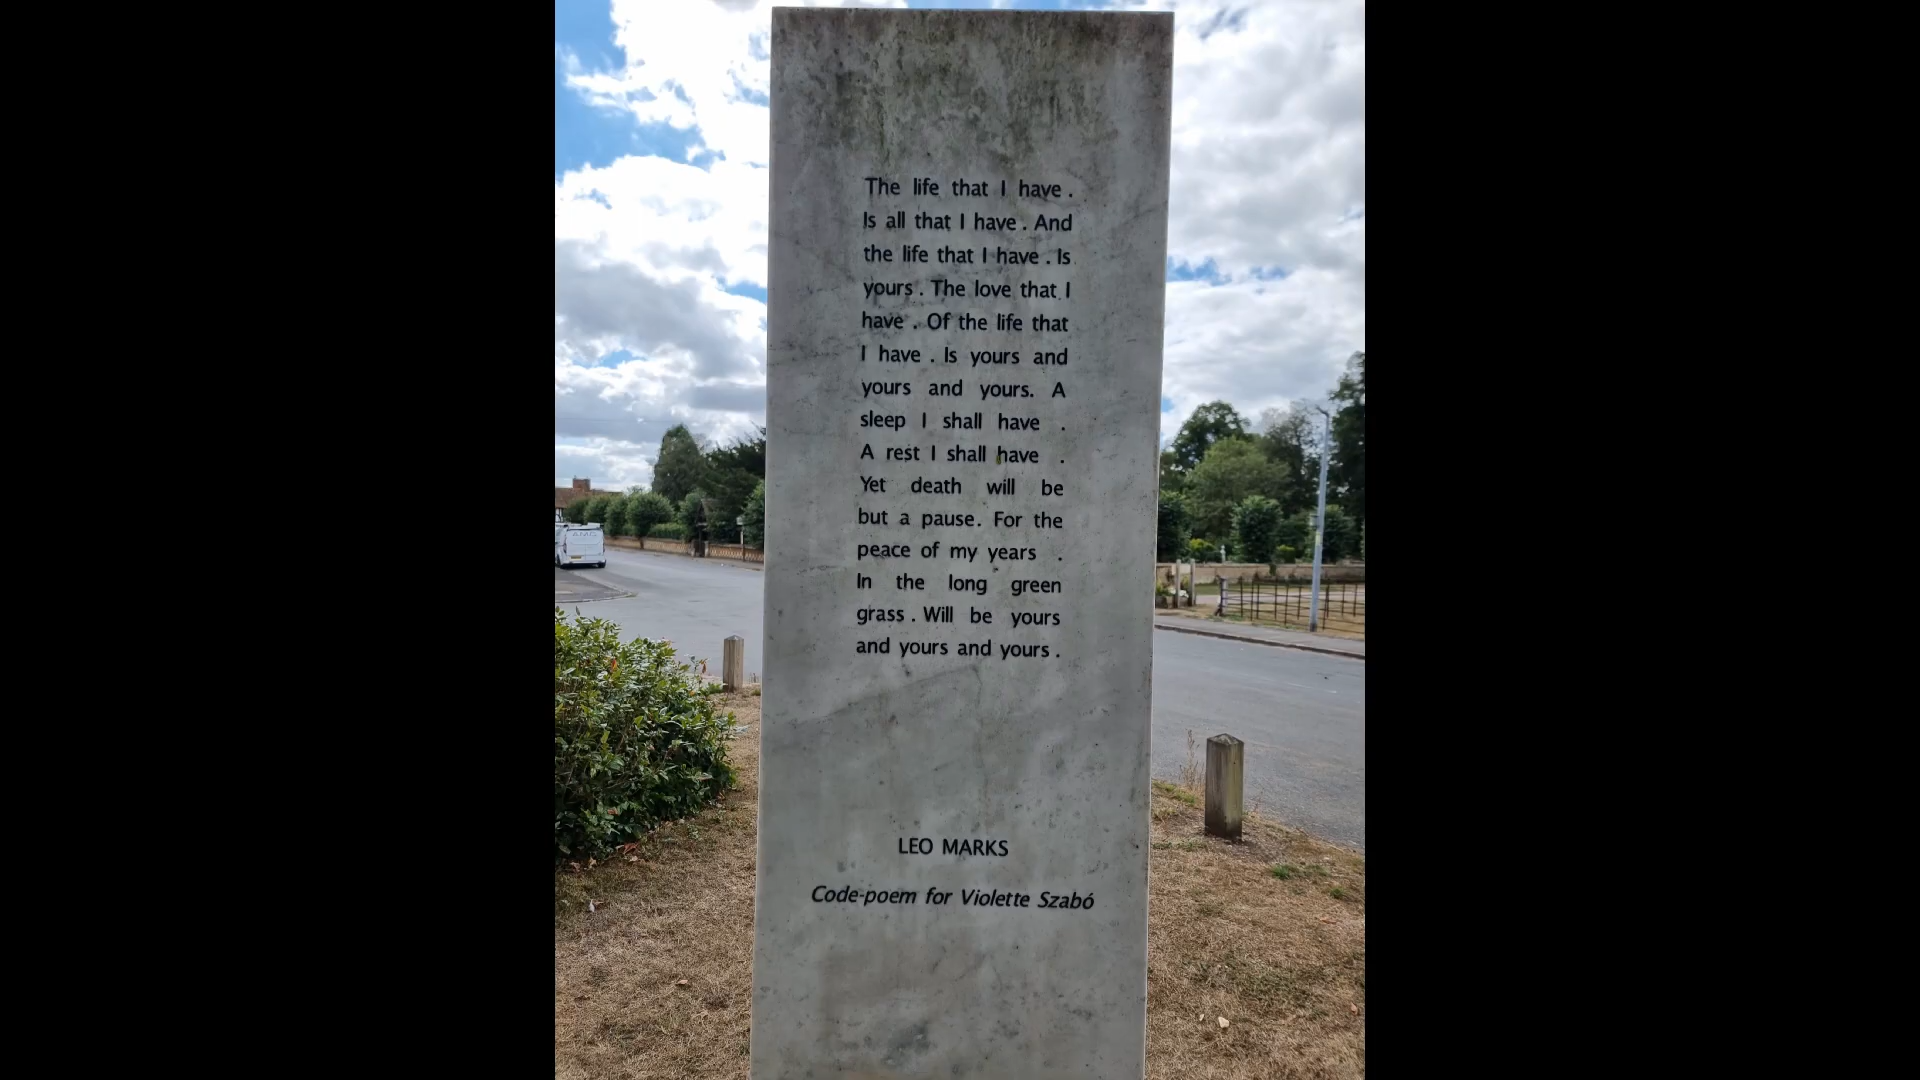 The life that I have .
Is all that I have . And
the life that I have . Is
yours . The love that I
have . Of the life that
I have . Is yours and
yours and yours. A
sleep I shall have .
A rest I shall have .
Yet death will be
but a pause. For the
peace of my years .
In the long green
grass . Will be yours
and yours and yours .
LEO MARKS
Code-poem for Violette Szabó